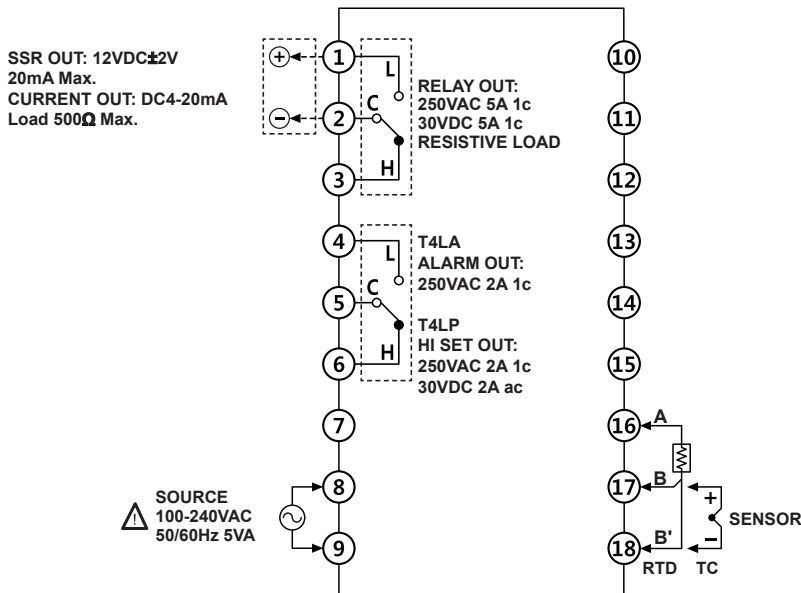 SSR OUT: 12VDC±2V
20mA Max.
CURRENT OUT: DC4-20mA
Load 500Ω Max.
+
-
1
2
3
L
C
H
RELAY OUT:
250VAC 5A 1c
30VDC 5A 1c
RESISTIVE LOAD
4
5
6
L
C
H
T4LA
ALARM OUT:
250VAC 2A 1c
T4LP
HI SET OUT:
250VAC 2A 1c
30VDC 2A ac
7
8
9
!
SOURCE
100-240VAC
50/60Hz 5VA
10
11
12
13
14
15
16
17
18
A
B
B'
RTD
+
-
TC
SENSOR